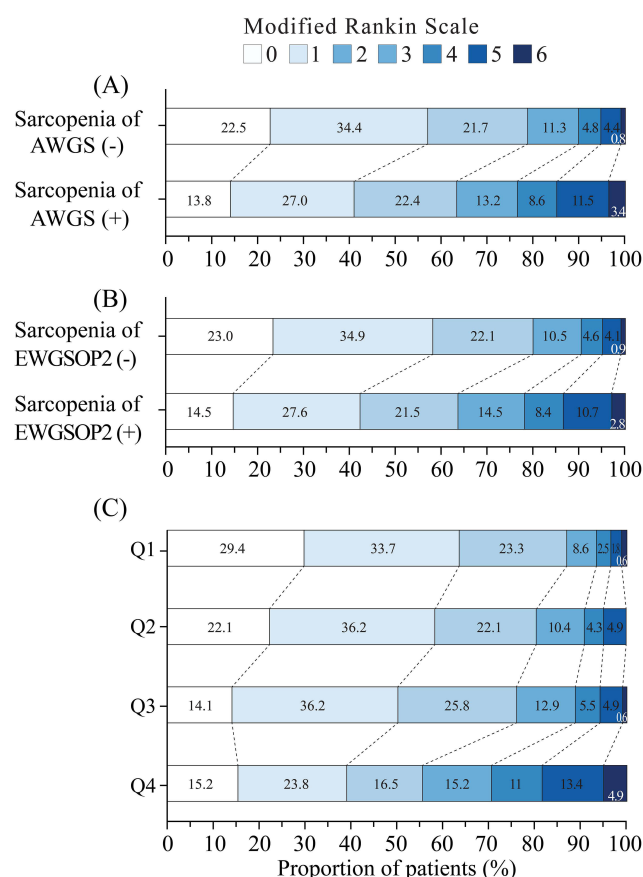 Modified Rankin Scale
0 1 2 3 4 5 6
(A)
Sarcopenia of
AWGS (-)
22.5 34.4 21.7 11.3 4.8 4.4 0.8
Sarcopenia of
AWGS (+)
13.8 27.0 22.4 13.2 8.6 11.5 3.4
0 10 20 30 40 50 60 70 80 90 100
(B)
Sarcopenia of
EWGSOP2 (-)
23.0 34.9 22.1 10.5 4.6 4.1 0.9
Sarcopenia of
EWGSOP2 (+)
14.5 27.6 21.5 14.5 8.4 10.7 2.8
0 10 20 30 40 50 60 70 80 90 100
(C)
Q1 29.4 33.7 23.3 8.6 2.5 1.8 0.6
Q2 22.1 36.2 22.1 10.4 4.3 4.9
Q3 14.1 36.2 25.8 12.9 5.5 4.9 0.6
Q4 15.2 23.8 16.5 15.2 11 13.4 4.9
0 10 20 30 40 50 60 70 80 90 100
Proportion of patients (%)